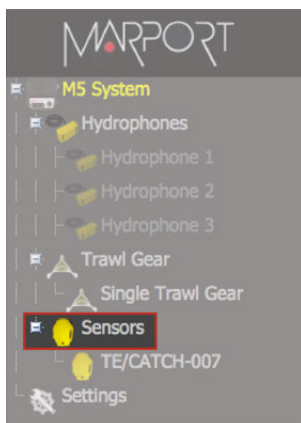 MARPORT
M5 System
Hydrophones
Hydrophone 1
Hydrophone 2
Hydrophone 3
Trawl Gear
Single Trawl Gear
Sensors
TE/CATCH-007
Settings